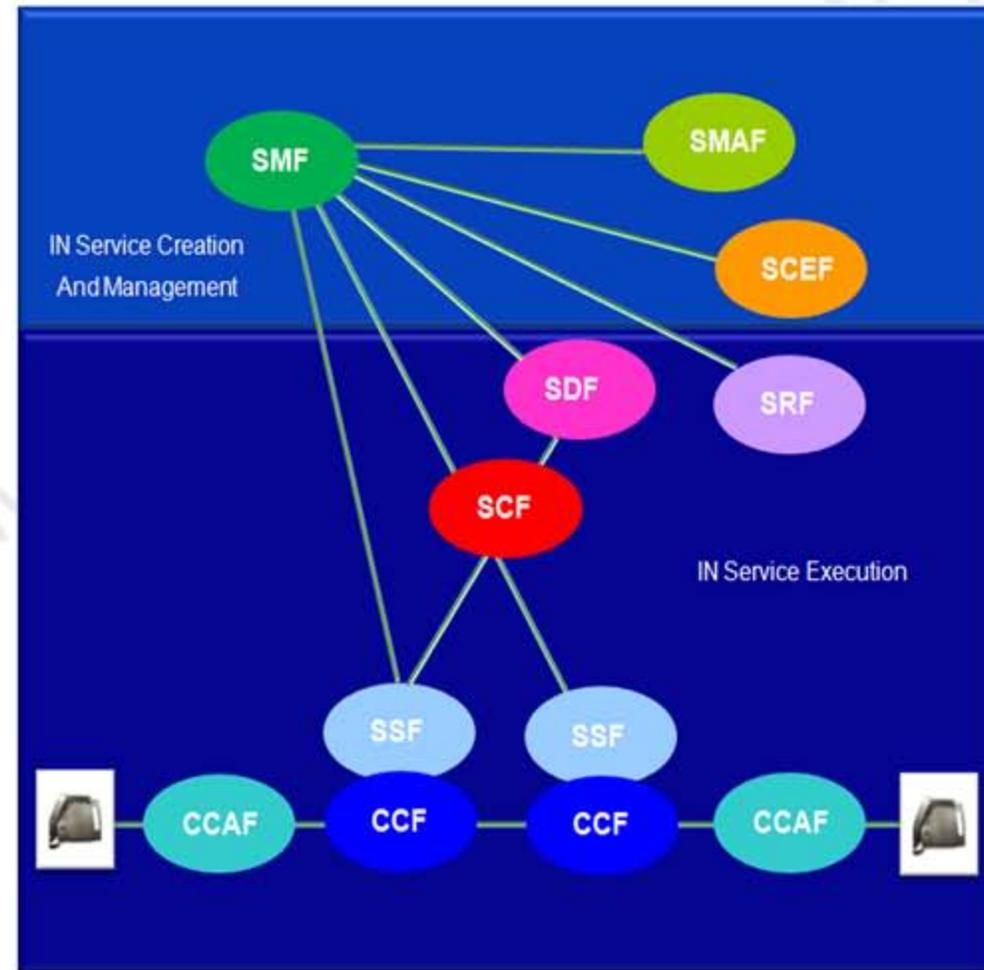 SMF
SMAF
IN Service Creation
And Management
SCEF
SDF
SRF
SCF
IN Service Execution
SSF
SSF
CCAF
CCF
CCF
CCAF